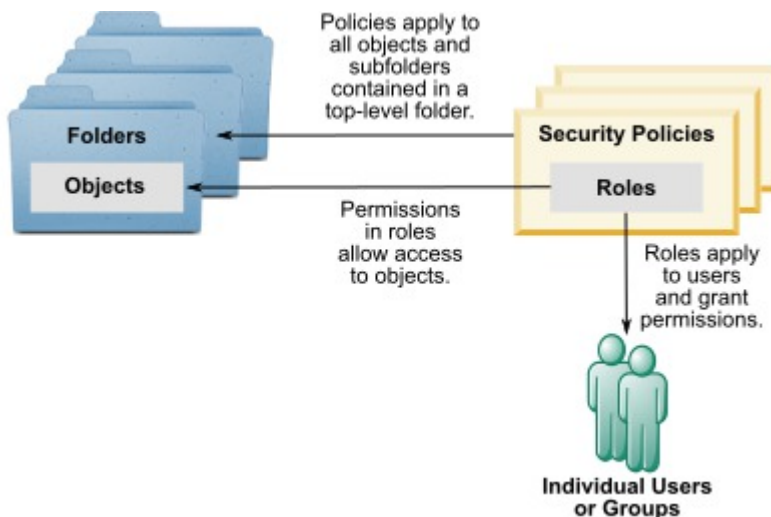 Policies apply to
all objects and
subfolders
contained in a
top-level folder.
Folders
Security Policies
Objects
Roles
Permissions
in roles
allow access
to objects.
Roles apply
to users
and grant
permissions.
Individual Users
or Groups